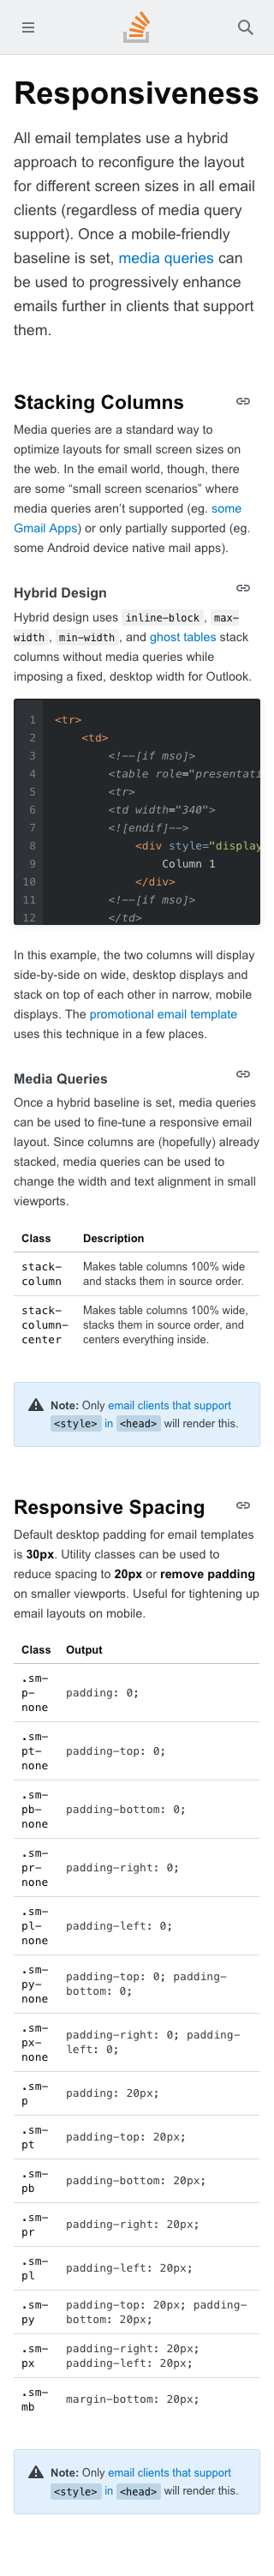 Responsiveness
All email templates use a hybrid
approach to reconfigure the layout
for different screen sizes in all email
clients (regardless of media query
support). Once a mobile-friendly
baseline is set, media queries can
be used to progressively enhance
emails further in clients that support
them.
Stacking Columns
Media queries are a standard way to
optimize layouts for small screen sizes on
the web. In the email world, though, there
are some “small screen scenarios” where
media queries aren’t supported (eg. some
Gmail Apps) or only partially supported (eg.
some Android device native mail apps).
Hybrid Design
Hybrid design uses inline-block, max-
width, min-width, and ghost tables stack
columns without media queries while
imposing a fixed, desktop width for Outlook.
1 <tr>
2 <td>
3 <!--[if mso]>
4 <table role="presentati
5 <tr>
6 <td width="340">
7 <![endif]-->
8 <div style="display
9 Column 1
10 </div>
11 <!--[if mso]>
12 </td>
In this example, the two columns will display
side-by-side on wide, desktop displays and
stack on top of each other in narrow, mobile
displays. The promotional email template
uses this technique in a few places.
Media Queries
Once a hybrid baseline is set, media queries
can be used to fine-tune a responsive email
layout. Since columns are (hopefully) already
stacked, media queries can be used to
change the width and text alignment in small
viewports.
Class Description
stack- Makes table columns 100% wide
column and stacks them in source order.
stack- Makes table columns 100% wide,
column- stacks them in source order, and
center centers everything inside.
Note: Only email clients that support
<style> in <head> will render this.
Responsive Spacing
Default desktop padding for email templates
is 30px. Utility classes can be used to
reduce spacing to 20px or remove padding
on smaller viewports. Useful for tightening up
email layouts on mobile.
Class Output
.sm-
p-
none
padding: 0;
.sm-
pt-
none
padding-top: 0;
.sm-
pb-
none
padding-bottom: 0;
.sm-
pr-
none
padding-right: 0;
.sm-
pl-
none
padding-left: 0;
.sm-
py-
none
padding-top: 0; padding-
bottom: 0;
.sm-
px-
none
padding-right: 0; padding-
left: 0;
.sm-
p
padding: 20px;
.sm-
pt
padding-top: 20px;
.sm-
pb
padding-bottom: 20px;
.sm-
pr
padding-right: 20px;
.sm-
pl
padding-left: 20px;
.sm-
py
padding-top: 20px; padding-
bottom: 20px;
.sm-
px
padding-right: 20px;
padding-left: 20px;
.sm-
mb
margin-bottom: 20px;
Note: Only email clients that support
<style> in <head> will render this.